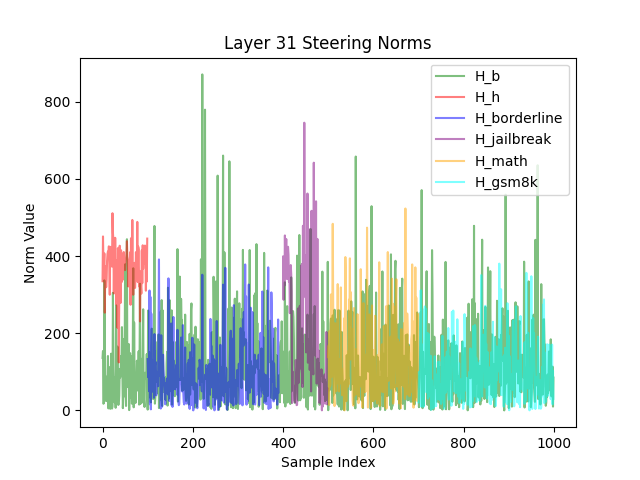 Layer 31 Steering Norms
H_b
H_h
H_borderline
H_jailbreak
H_math
H_gsm8k
Norm Value
800
600
400
200
0
0 200 400 600 800 1000
Sample Index